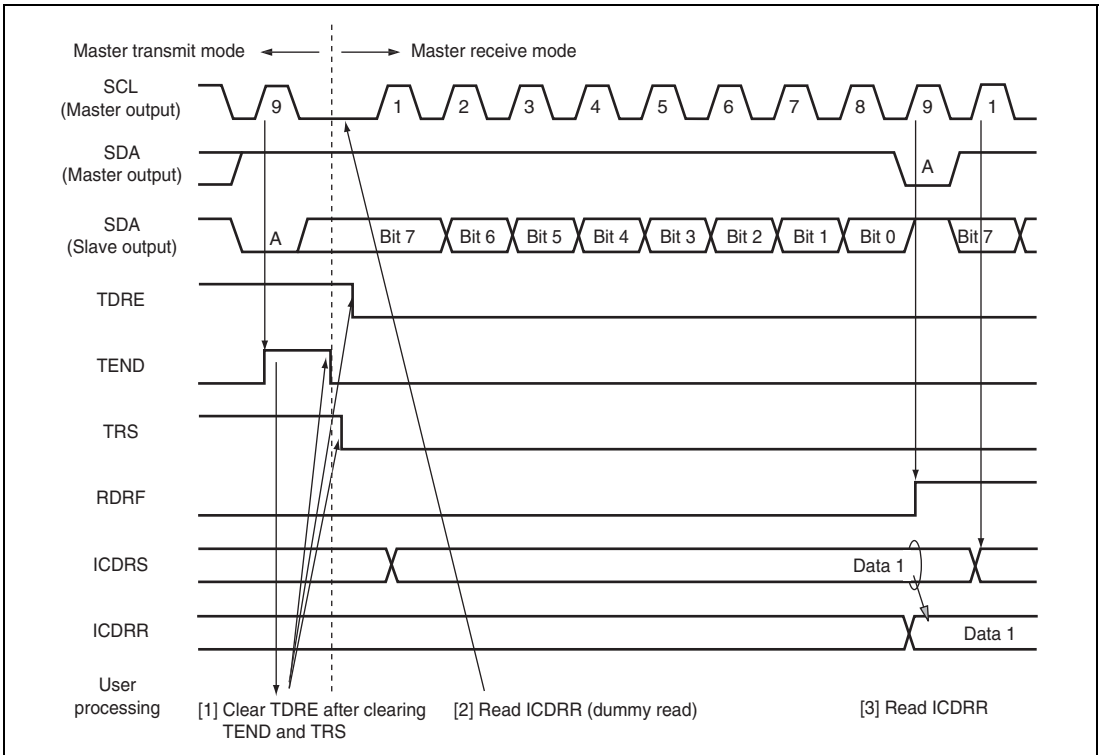 Master transmit mode
Master receive mode
SCL
(Master output)
9
1
2
3
4
5
6
7
8
9
1
SDA
(Master output)
A
SDA
(Slave output)
A
Bit 7
Bit 6
Bit 5
Bit 4
Bit 3
Bit 2
Bit 1
Bit 0
Bit 7
TDRE
TEND
TRS
RDRF
ICDRS
Data 1
ICDRR
Data 1
User
processing
[1] Clear TDRE after clearing
TEND and TRS
[2] Read ICDRR (dummy read)
[3] Read ICDRR